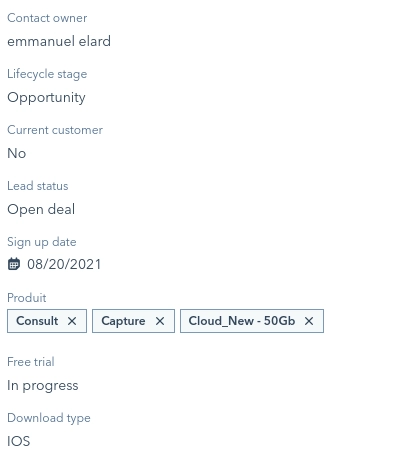 Contact owner
emmanuel elard
Lifecycle stage
Opportunity
Current customer
No
Lead status
Open deal
Sign up date
08/20/2021
Produit
Consult × Capture × Cloud_New - 50Gb ×
Free trial
In progress
Download type
IOS